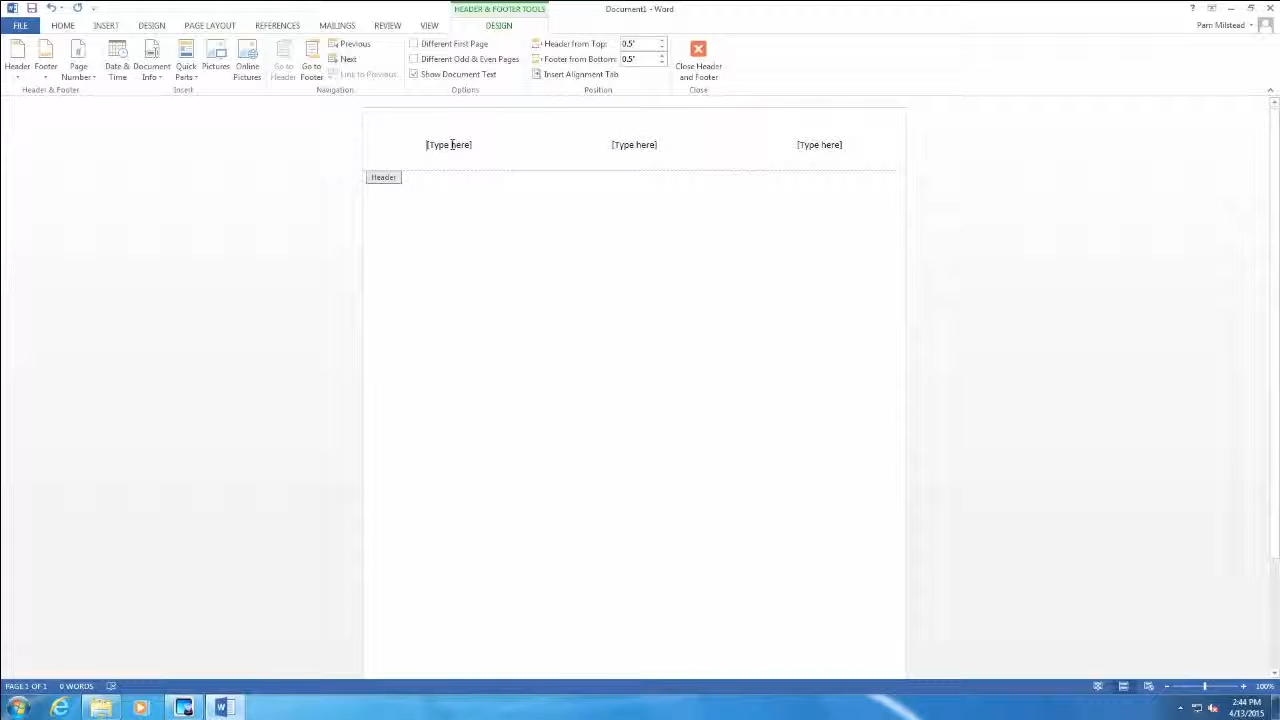 HEADER & FOOTER TOOLS
Document1 - Word
FILE HOME INSERT DESIGN PAGE LAYOUT REFERENCES MAILINGS REVIEW VIEW DESIGN
Pam Milstead
Header
Footer
Page Number
Header & Footer
Date & Time
Document Info
Quick Parts
Pictures
Online Pictures
Insert
Go to Header
Go to Footer
Previous
Next
Link to Previous
Navigation
Different First Page
Different Odd & Even Pages
Show Document Text
Options
Header from Top: 0.5"
Footer from Bottom: 0.5"
Insert Alignment Tab
Position
Close Header and Footer
Close
[Type here] [Type here] [Type here]
Header
PAGE 1 OF 1 0 WORDS
100%
2:44 PM
4/13/2015